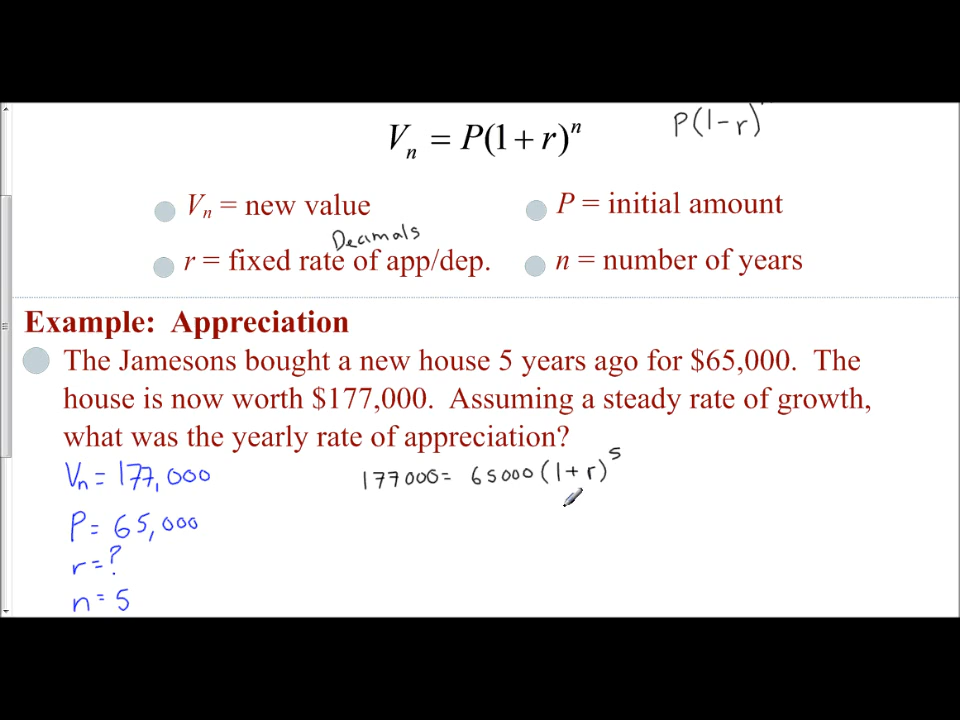 P(1-r)
Vn = P(1 + r)^n
Vn = new value
P = initial amount
Decimals
r = fixed rate of app/dep.
n = number of years
Example: Appreciation
The Jamesons bought a new house 5 years ago for $65,000. The
house is now worth $177,000. Assuming a steady rate of growth,
what was the yearly rate of appreciation?
Vn = 177,000
177000 = 65000(1+r)^5
P = 65,000
r = ?
n = 5